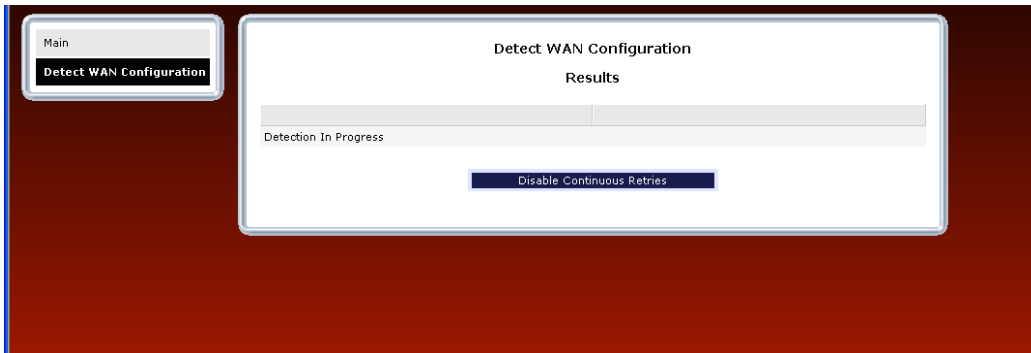 Main
Detect WAN Configuration
Detect WAN Configuration
Results
Detection In Progress
Disable Continuous Retries